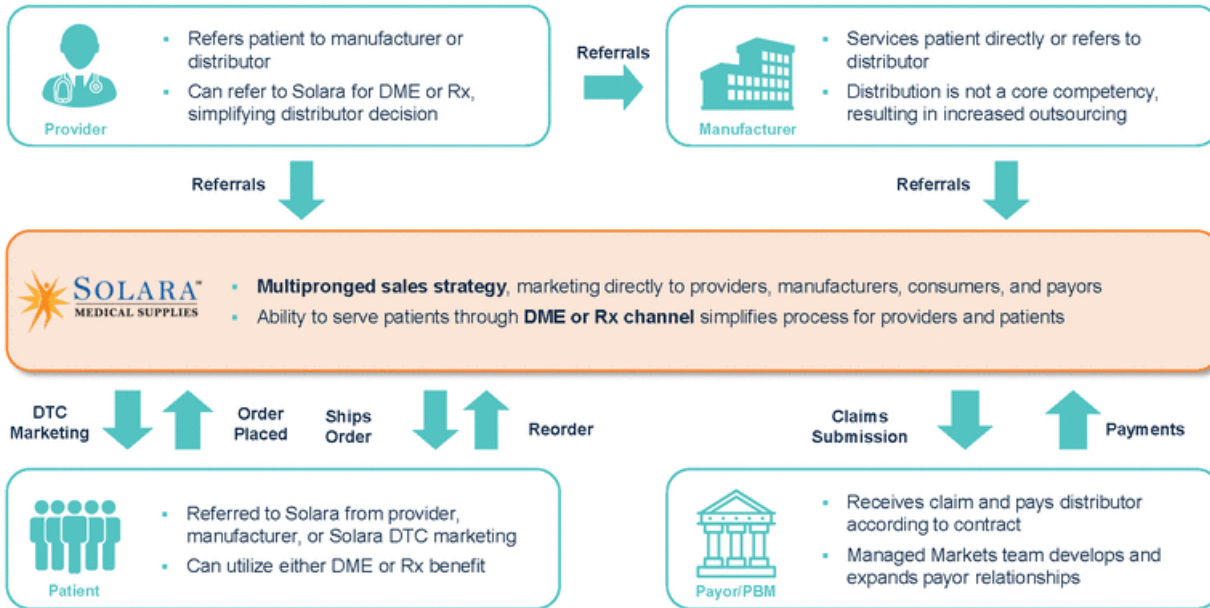 Refers patient to manufacturer or
distributor
Can refer to Solara for DME or Rx,
simplifying distributor decision
Provider
Referrals
Services patient directly or refers to
distributor
Distribution is not a core competency,
resulting in increased outsourcing
Manufacturer
Referrals
Referrals
SOLARA
MEDICAL SUPPLIES
Multipronged sales strategy, marketing directly to providers, manufacturers, consumers, and payors
Ability to serve patients through DME or Rx channel simplifies process for providers and patients
DTC
Marketing
Order
Placed
Ships
Order
Reorder
Claims
Submission
Payments
Referred to Solara from provider,
manufacturer, or Solara DTC marketing
Can utilize either DME or Rx benefit
Patient
Receives claim and pays distributor
according to contract
Managed Markets team develops and
expands payor relationships
Payor/PBM